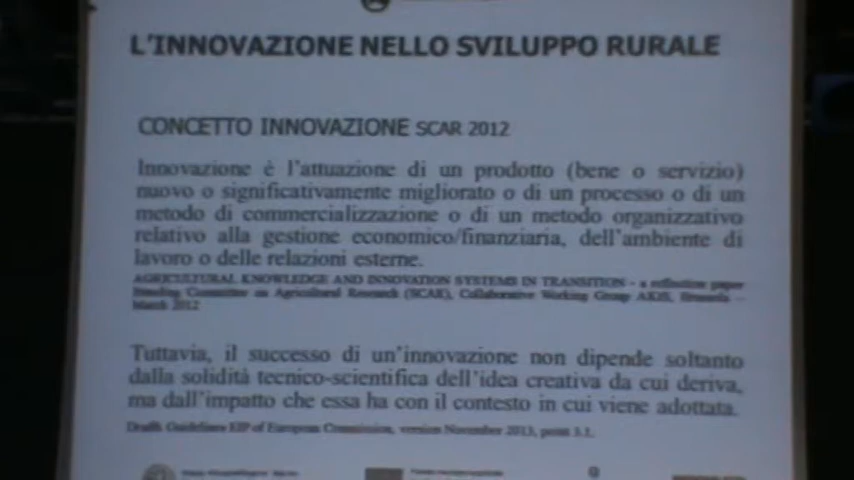 L'INNOVAZIONE NELLO SVILUPPO RURALE
CONCETTO INNOVAZIONE SCAR 2012
Innovazione è l'attuazione di un prodotto (bene o servizio)
nuovo o significativamente migliorato o di un processo o di un
metodo di commercializzazione o di un metodo organizzativo
relativo alla gestione economico/finanziaria, dell'ambiente di
lavoro o delle relazioni esterne.
AGRICULTURAL KNOWLEDGE AND INNOVATION SYSTEMS IN TRANSITION - a reflection paper
Standing Committee on Agricultural Research (SCAR), Collaborative Working Group AKIS, Brussels -
March 2012
Tuttavia, il successo di un'innovazione non dipende soltanto
dalla solidità tecnico-scientifica dell'idea creativa da cui deriva,
ma dall'impatto che essa ha con il contesto in cui viene adottata.
Draft Guidelines EIP of European Commission, version November 2013, point 3.1.